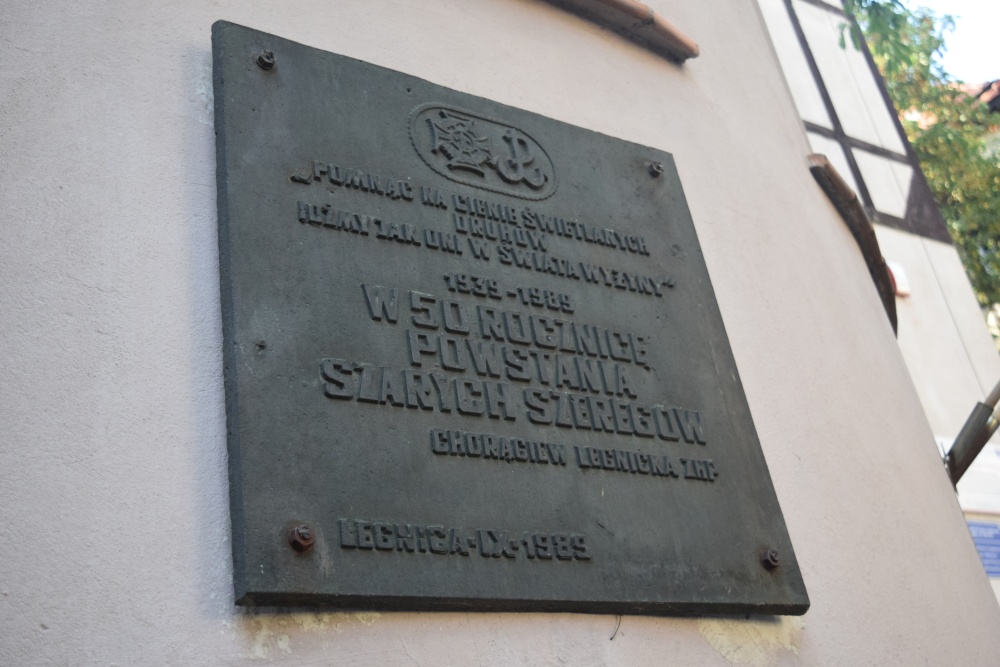 „POMNĄC NA CIENIE ŚWIETLANYCH
DRUHÓW
IDŹMY JAK ONI W ŚWIATA WYŻYNY"
1939-1989
W 50 ROCZNICĘ
POWSTANIA
SZARYCH SZEREGÓW
CHORĄGIEW LEGNICKA ZHP
LEGNICA·IX·1989